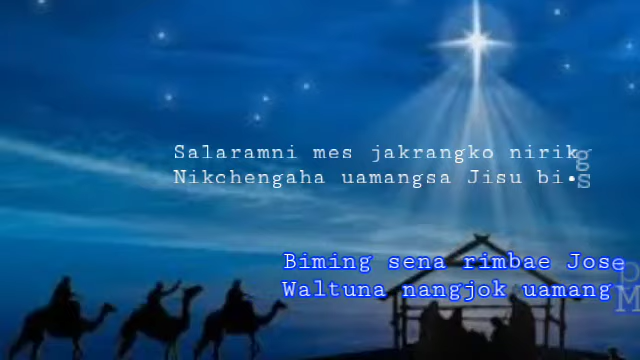 Salaramni mes jakrangko nirik
Nikchengaha uamangsa Jisu bi
Biming sena rimbae Jose
Waltuna nangjok uamang